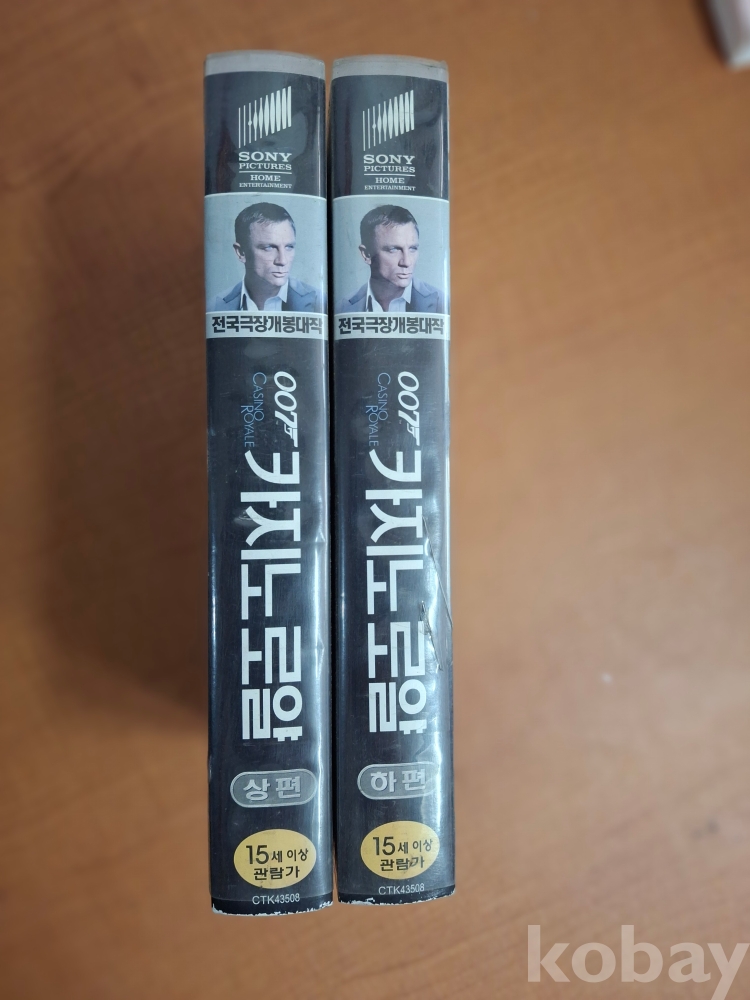 SONY
PICTURES
HOME
ENTERTAINMENT
전국극장개봉대작
007
CASINO
ROYALE
카지노 로얄
상편
15세 이상
관람가
CTK43508
SONY
PICTURES
HOME
ENTERTAINMENT
전국극장개봉대작
007
CASINO
ROYALE
카지노 로얄
하편
15세 이상
관람가
CTK43508
kobay